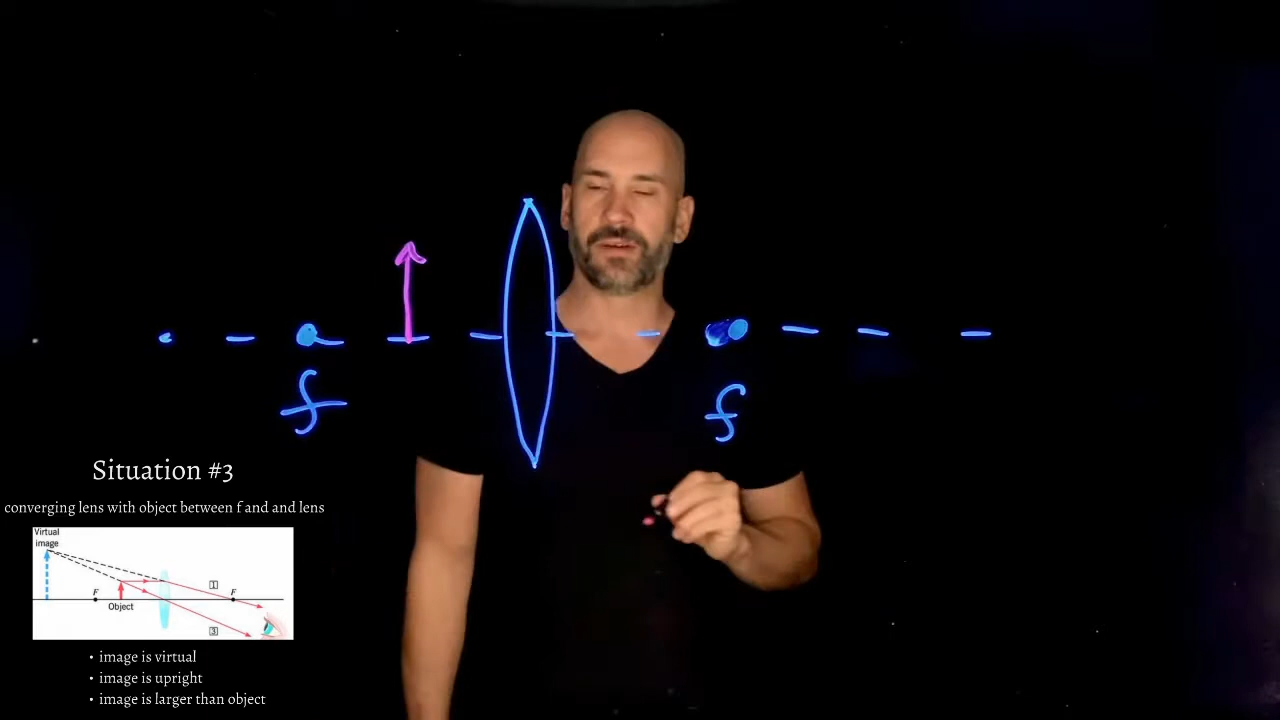 f
f
Situation #3
converging lens with object between f and and lens
Virtual
image
1
F
F
Object
3
• image is virtual
• image is upright
• image is larger than object